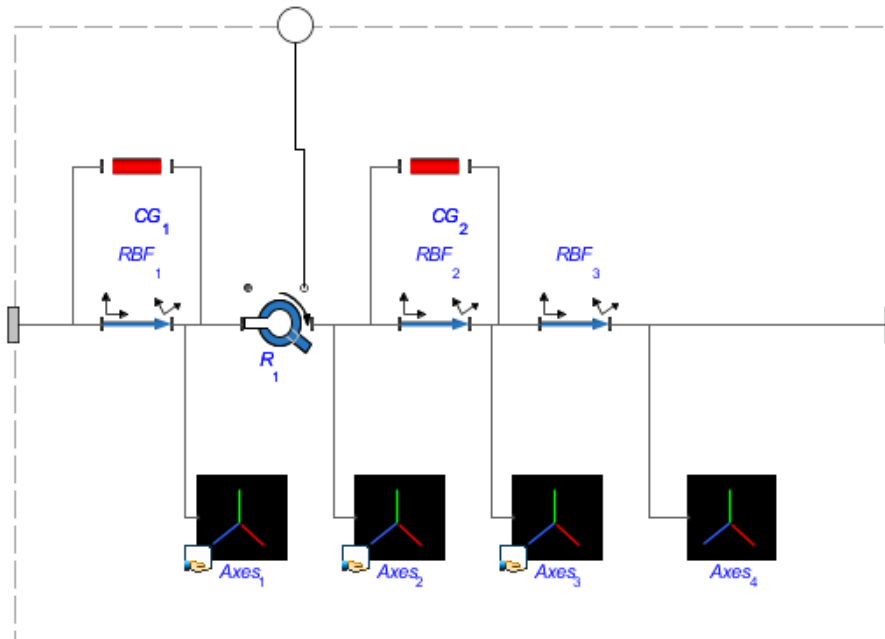 CG1
CG2
RBF1
RBF2
RBF3
R1
Axes1
Axes2
Axes3
Axes4